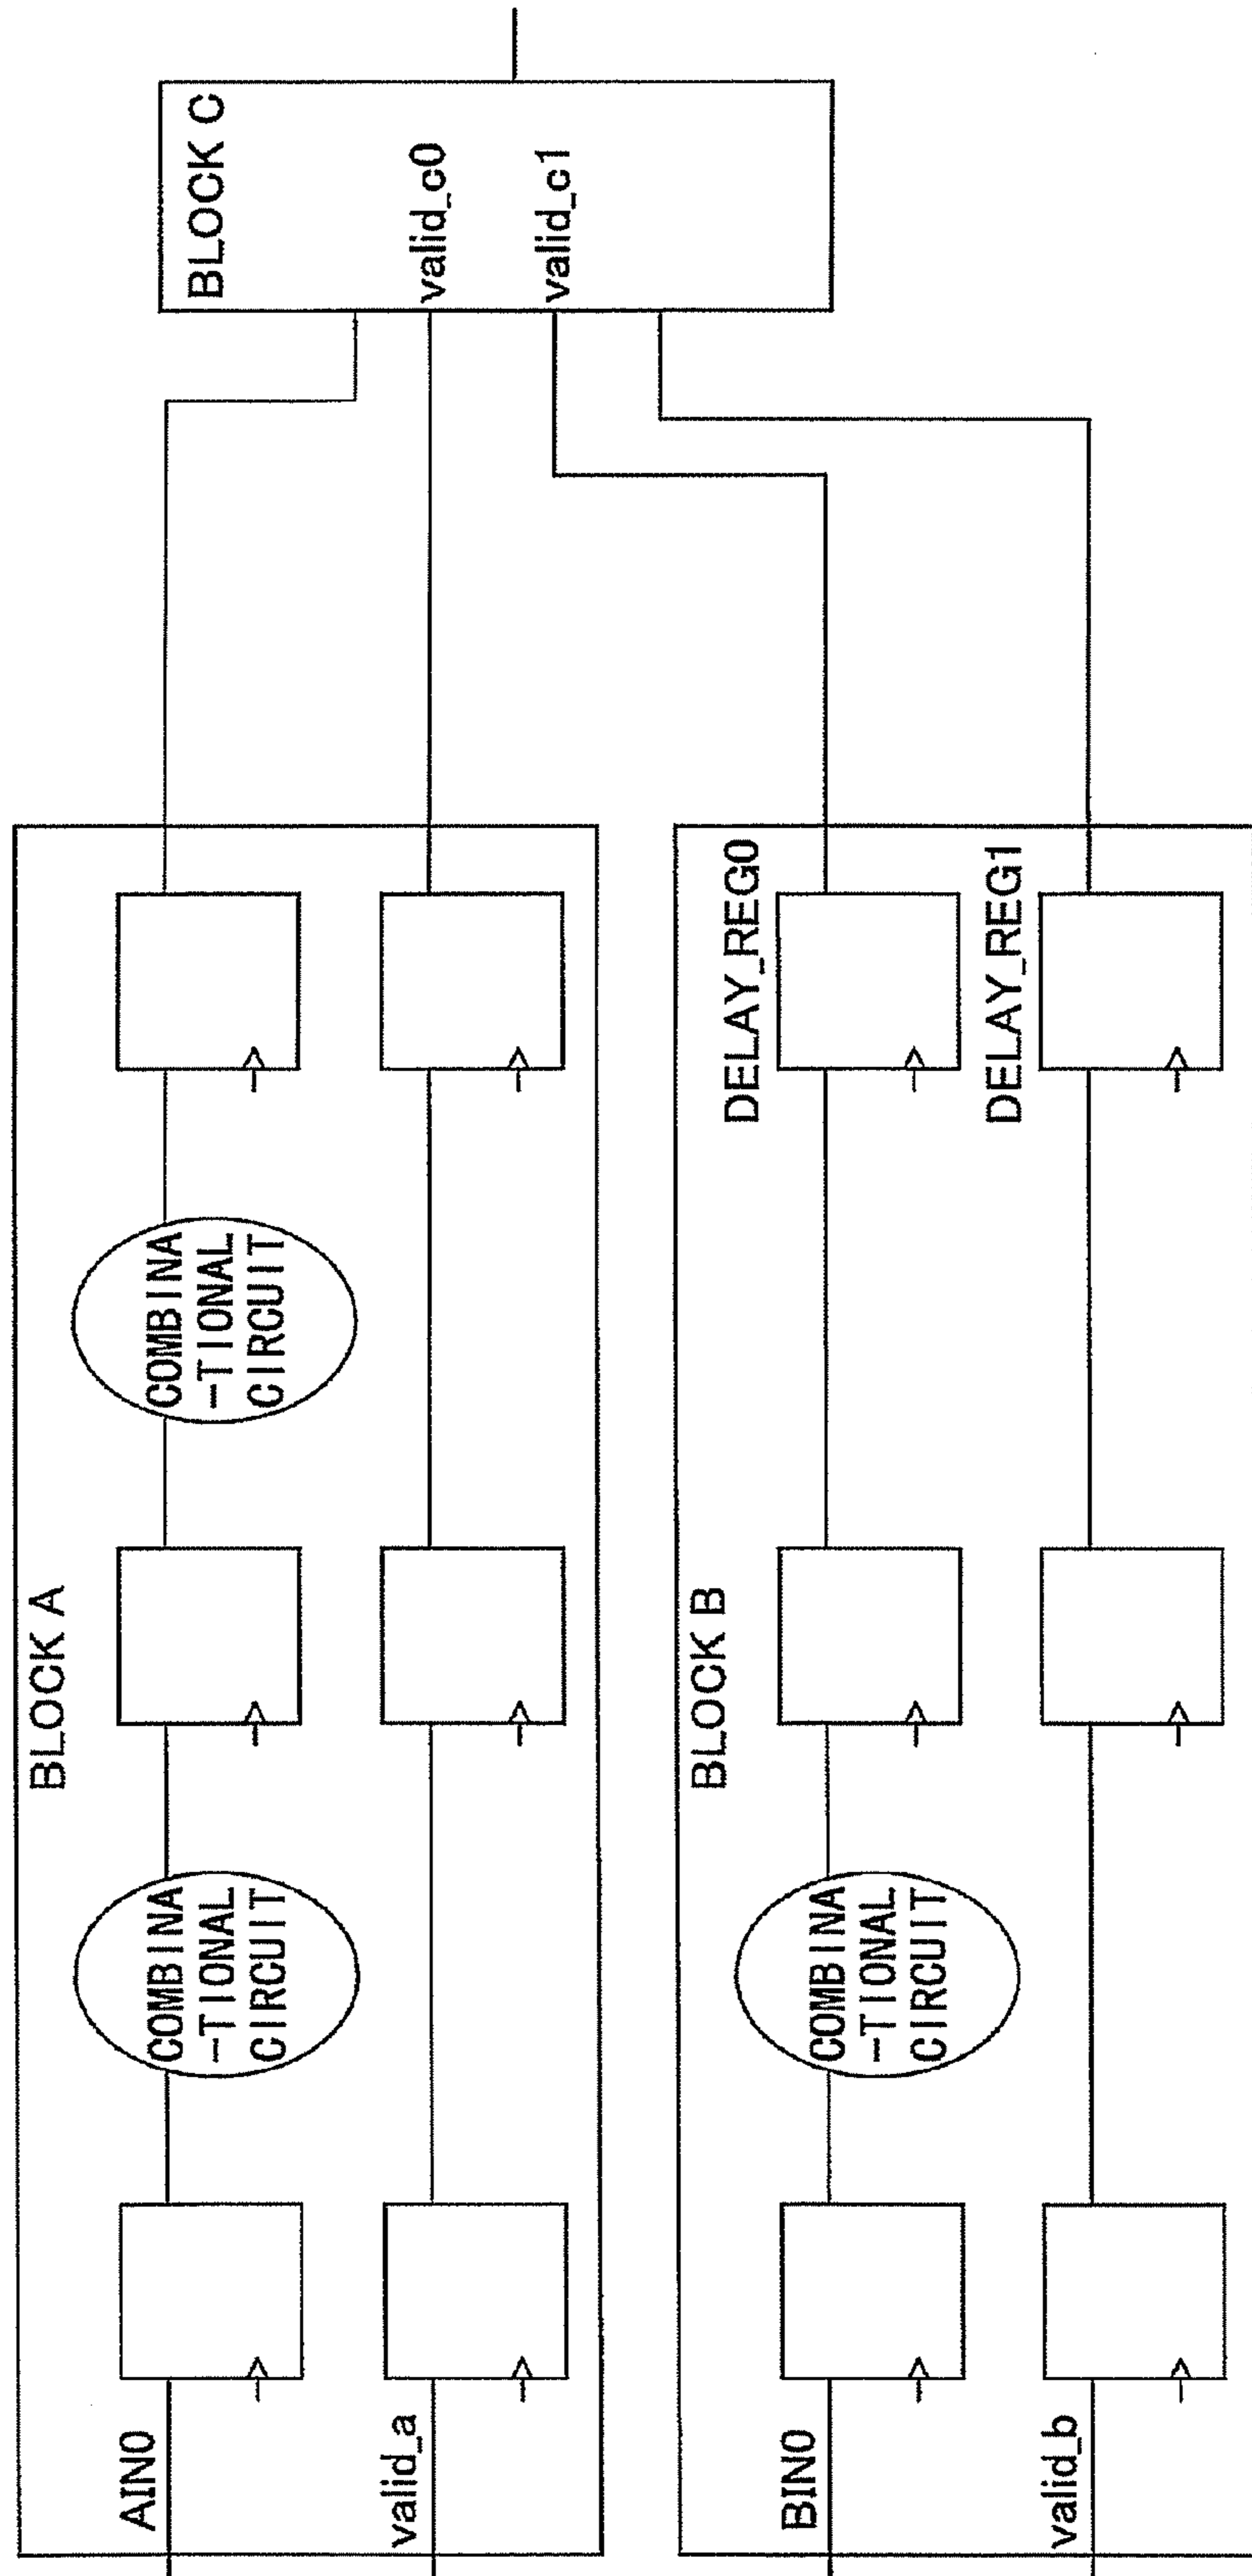 BLOCK A
AIN0
COMBINA
-TIONAL
CIRCUIT
COMBINA
-TIONAL
CIRCUIT
valid_a
BLOCK B
BIN0
COMBINA
-TIONAL
CIRCUIT
DELAY_REG0
valid_b
DELAY_REG1
BLOCK C
valid_c0
valid_c1